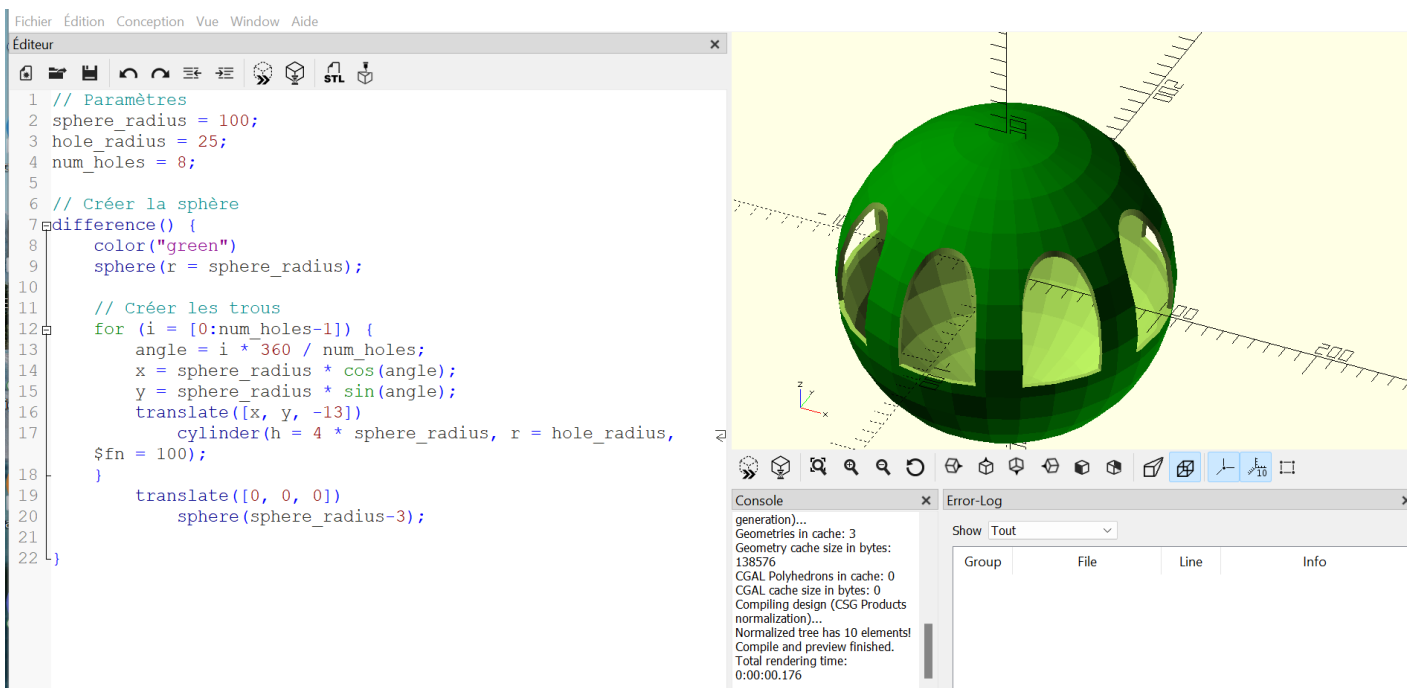 Fichier Édition Conception Vue Window Aide
Éditeur
STL
1 // Paramètres
2 sphere_radius = 100;
3 hole_radius = 25;
4 num_holes = 8;
5
6 // Créer la sphère
7 difference() {
8 color("green")
9 sphere(r = sphere_radius);
10
11 // Créer les trous
12 for (i = [0:num_holes-1]) {
13 angle = i * 360 / num_holes;
14 x = sphere_radius * cos(angle);
15 y = sphere_radius * sin(angle);
16 translate([x, y, -13])
17 cylinder(h = 4 * sphere_radius, r = hole_radius,
$fn = 100);
18 }
19 translate([0, 0, 0])
20 sphere(sphere_radius-3);
21
22 }
200
200
z
y
x
10
Console
generation)...
Geometries in cache: 3
Geometry cache size in bytes:
138576
CGAL Polyhedrons in cache: 0
CGAL cache size in bytes: 0
Compiling design (CSG Products
normalization)...
Normalized tree has 10 elements!
Compile and preview finished.
Total rendering time:
0:00:00.176
Error-Log
Show Tout
Group File Line Info